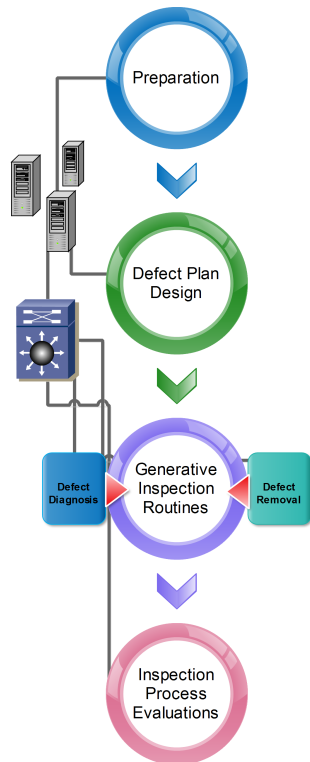 Preparation
Defect Plan
Design
Generative
Inspection
Routines
Defect
Diagnosis
Defect
Removal
Inspection
Process
Evaluations